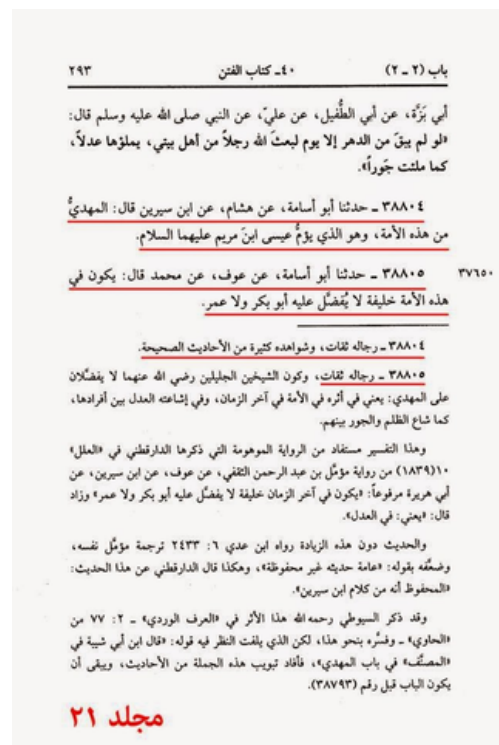 باب (٢ - ٢) ٤٠- كتاب الفتن ٢٩٣
أبي بَزَّة، عن أبي الطُّفيل، عن عليّ، عن النبي صلى الله عليه وسلم قال:
«لو لم يبقَ من الدهر إلا يوم لبعثَ الله رجلاً من أهل بيتي، يملؤها عدلاً،
كما ملئت جَوراً».
٣٨٨٠٤ - حدثنا أبو أسامة، عن هشام، عن ابن سيرين قال: المهديُّ
من هذه الأمة، وهو الذي يؤمُّ عيسى ابنَ مريم عليهما السلام.
٣٨٨٠٥ - حدثنا أبو أسامة، عن عوف، عن محمد قال: يكون في ٣٧٦٥٠
هذه الأمة خليفة لا يُفضَّل عليه أبو بكر ولا عمر.
٣٨٨٠٤ - رجاله ثقات، وشواهده كثيرة من الأحاديث الصحيحة.
٣٨٨٠٥ - رجاله ثقات، وكون الشيخين الجليلين رضي الله عنهما لا يفضَّلان
على المهدي: يعني في أثره في الأمة في آخر الزمان، وفي إشاعته العدل بين أفرادها،
كما شاع الظلم والجور بينهم.
وهذا التفسير مستفاد من الرواية الموهومة التي ذكرها الدارقطني في «العلل»
١٠(١٨٣٩) من رواية مؤمَّل بن عبد الرحمن الثقفي، عن عوف، عن ابن سيرين، عن
أبي هريرة مرفوعاً: «يكون في آخر الزمان خليفة لا يفضَّل عليه أبو بكر ولا عمر» وزاد
قال: «يعني: في العدل».
والحديث دون هذه الزيادة رواه ابن عدي ٦: ٢٤٣٣ ترجمة مؤمَّل نفسه،
وضعَّفه بقوله: «عامة حديثه غير محفوظة»، وهكذا قال الدارقطني عن هذا الحديث:
«المحفوظ أنه من كلام ابن سيرين».
وقد ذكر السيوطي رحمه الله هذا الأثر في «العرف الوردي» - ٢: ٧٧ من
«الحاوي» - وفسَّره بنحو هذا، لكن الذي يلفت النظر فيه قوله: «قال ابن أبي شيبة في
«المصنَّف» في باب المهدي»، فأفاد تبويب هذه الجملة من الأحاديث، ويبقى أن
يكون الباب قبل رقم (٣٨٧٩٣).
مجلد ٢١